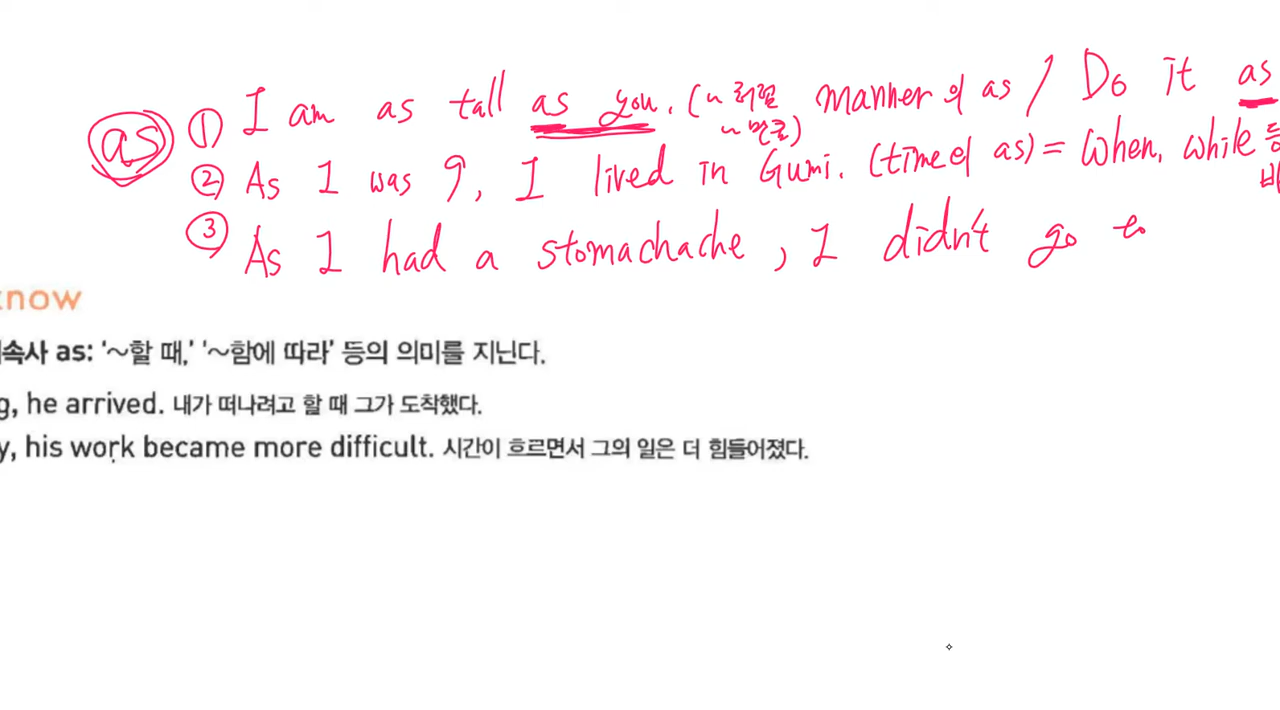 as ① I am as tall as you. (~처럼 manner의 as / Do it as
~만큼)
② As I was 9, I lived in Gumi. (time의 as) = When, while 등
③ As I had a stomachache, I didn't go to
know
속사 as: '~할 때,' '~함에 따라' 등의 의미를 지닌다.
g, he arrived. 내가 떠나려고 할 때 그가 도착했다.
y, his work became more difficult. 시간이 흐르면서 그의 일은 더 힘들어졌다.